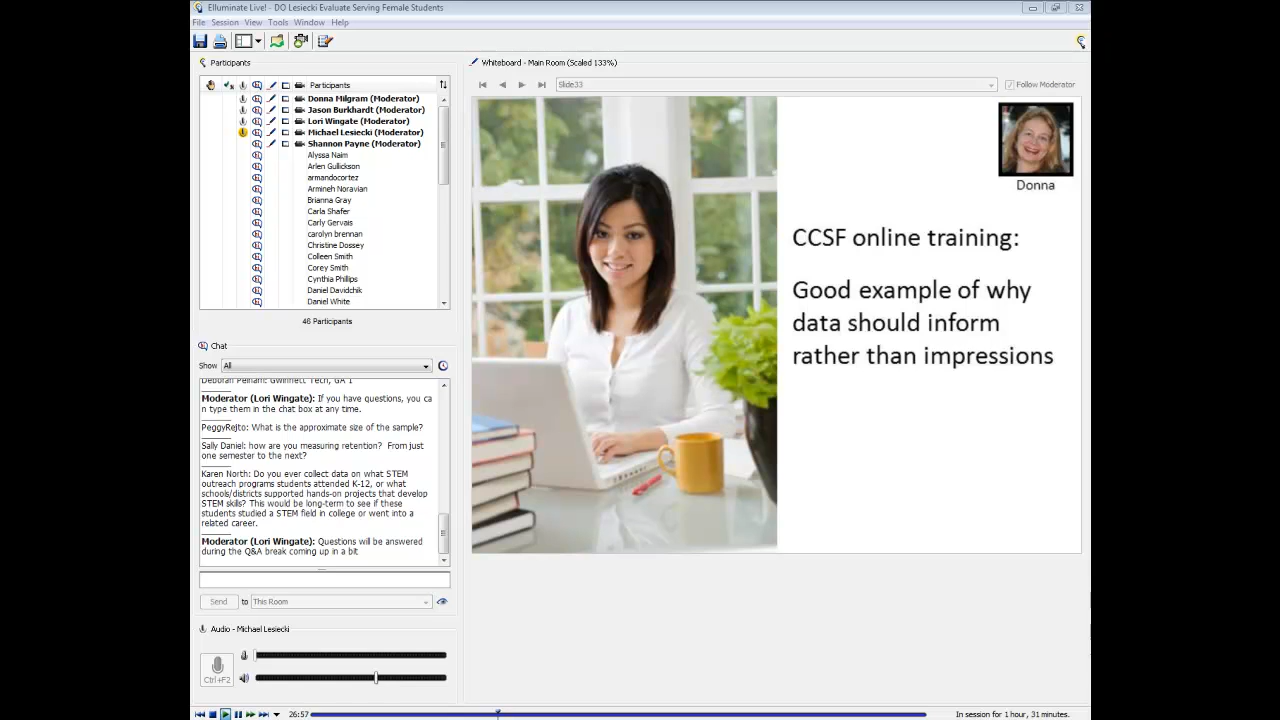 Elluminate Live! - DO Lesiecki Evaluate Serving Female Students
File Session View Tools Window Help
Participants
Participants
Donna Milgram (Moderator)
Jason Burkhardt (Moderator)
Lori Wingate (Moderator)
Michael Lesiecki (Moderator)
Shannon Payne (Moderator)
Alyssa Naim
Arlen Gullickson
armandocortez
Armineh Noravian
Brianna Gray
Carla Shafer
Carly Gervais
carolyn brennan
Christine Dossey
Colleen Smith
Corey Smith
Cynthia Phillips
Daniel Davidchik
Daniel White
46 Participants
Chat
Show All
Deborah Pelham: Gwinnett Tech, GA 1
Moderator (Lori Wingate): If you have questions, you ca
n type them in the chat box at any time.
PeggyRejto: What is the approximate size of the sample?
Sally Daniel: how are you measuring retention? From just
one semester to the next?
Karen North: Do you ever collect data on what STEM
outreach programs students attended K-12, or what
schools/districts supported hands-on projects that develop
STEM skills? This would be long-term to see if these
students studied a STEM field in college or went into a
related career.
Moderator (Lori Wingate): Questions will be answered
during the Q&A break coming up in a bit
Send to This Room
Audio - Michael Lesiecki
Ctrl+F2
Whiteboard - Main Room (Scaled 133%)
Slide33
Follow Moderator
Donna
CCSF online training:
Good example of why
data should inform
rather than impressions
26:57
In session for 1 hour, 31 minutes.